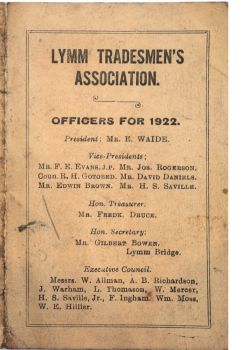 LYMM TRADESMEN'S
ASSOCIATION.
OFFICERS FOR 1922.
President: MR. E. WAIDE.
Vice-Presidents:
MR. F. E. EVANS, J.P. MR. JOS. ROGERSON.
COUR. R. H. GOTOBED. MR. DAVID DANIELS.
MR. EDWIN BROWN. MR. H. S. SAVILLE.
Hon. Treasurer:
MR. FREDK. DRUCE.
Hon. Secretary:
MR. GILBERT BOWEN,
Lymm Bridge.
Executive Council.
Messrs. W. Allman, A. B. Richardson,
J. Warham, L. Thomason, W. Mercer,
H. S. Saville, Jr., F. Ingham, Wm. Moss,
W. E. Hillier.